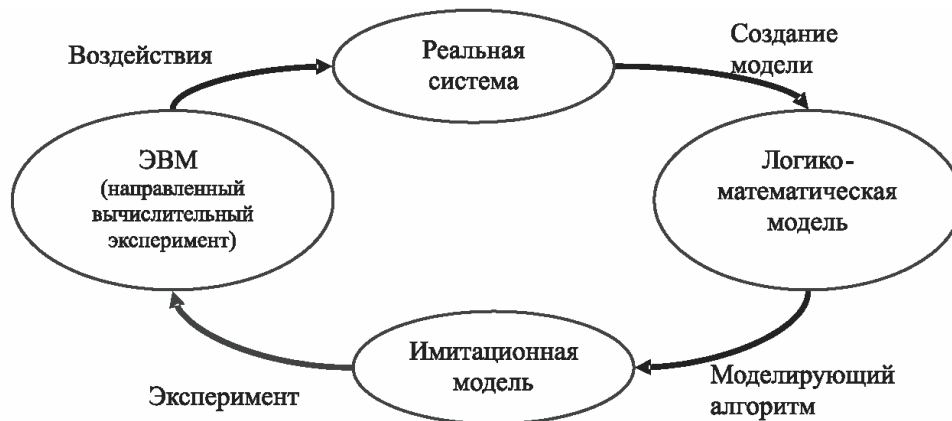 Воздействия
Реальная
система
Создание
модели
ЭВМ
(направленный
вычислительный
эксперимент)
Логико-
математическая
модель
Имитационная
модель
Эксперимент
Моделирующий
алгоритм